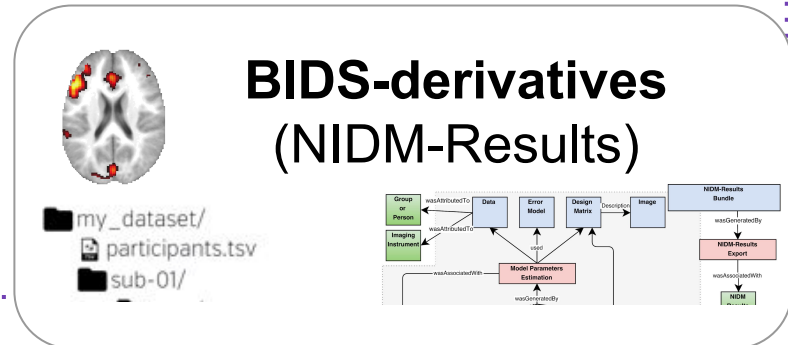 BIDS-derivatives
(NIDM-Results)
my_dataset/
participants.tsv
sub-01/
Group
or
Person
wasAttributedTo
Data
Error
Model
Design
Matrix
Description
Image
NIDM-Results
Bundle
Imaging
Instrument
wasAttributedTo
used
wasGeneratedBy
NIDM-Results
Export
wasAssociatedWith
Model Parameters
Estimation
wasAssociatedWith
wasGeneratedBy
NIDM